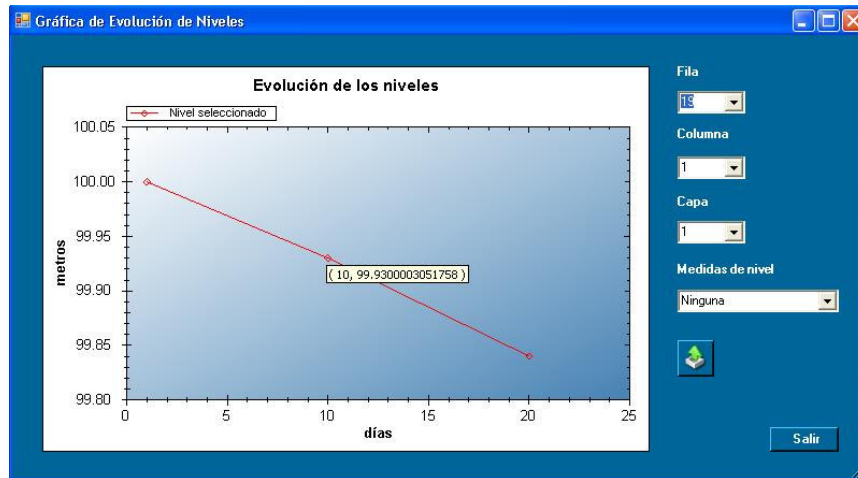 Gráfica de Evolución de Niveles
Evolución de los niveles
Nivel seleccionado
metros
100.05
100.00
99.95
99.90
99.85
99.80
( 10, 99.9300003051758 )
0 5 10 15 20 25
días
Fila
19
Columna
1
Capa
1
Medidas de nivel
Ninguna
Salir